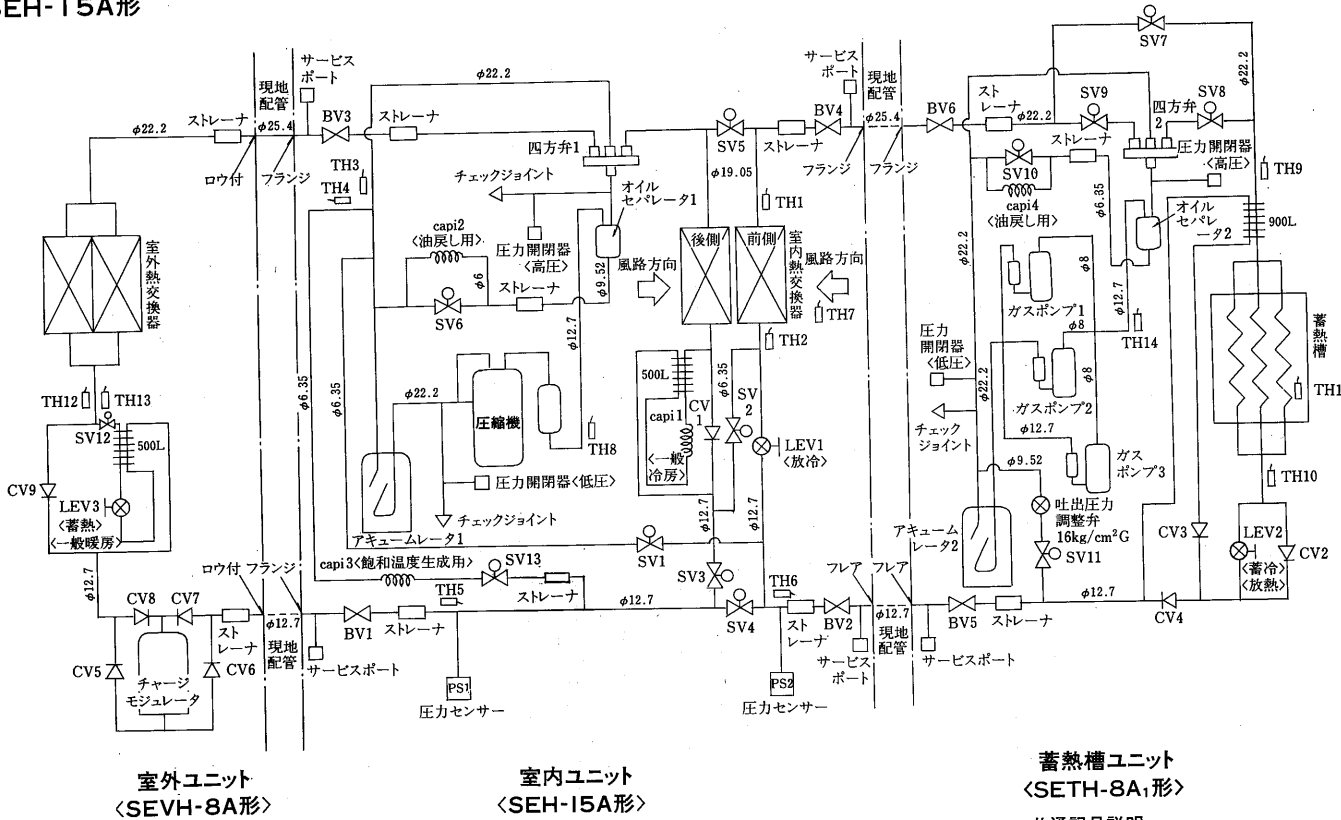 SEH-15A形
サービス
ポート
現地
配管
φ22.2
ストレーナ
φ25.4
BV3
ストレーナ
φ22.2
ロウ付
フランジ
TH3
TH4
四方弁1
チェックジョイント
オイル
セパレータ1
圧力開閉器
〈高圧〉
capi2
〈油戻し用〉
φ6
φ9.52
ストレーナ
SV6
φ12.7
風路方向
SV5
φ19.05
TH1
ストレーナ
BV4
サービス
ポート
現地
配管
φ25.4
フランジ
フランジ
BV6
スト
レーナ
φ22.2
SV7
φ22.2
SV9
四方弁
2
SV8
ストレーナ
圧力開閉器
〈高圧〉
SV10
capi4
〈油戻し用〉
φ6.35
TH9
オイル
セパレ
ータ2
900L
φ22.2
室外熱交換器
後側
前側
室内熱交換器
風路方向
TH7
TH2
φ8
ガスポンプ1
φ12.7
φ8
TH14
蓄熱槽
圧力
開閉器
〈低圧〉
φ22.2
ガスポンプ2
φ8
TH1
φ6.35
φ6.35
φ22.2
圧縮機
TH8
500L
φ6.35
capi1
CV
1
SV
2
〈一般
冷房〉
LEV1
〈放冷〉
チェック
ジョイント
φ12.7
ガス
ポンプ3
φ9.52
TH10
TH12
TH13
SV12
500L
CV9
LEV3
〈蓄熱〉
〈一般暖房〉
圧力開閉器〈低圧〉
チェックジョイント
アキュームレータ1
φ12.7
φ12.7
吐出圧力
調整弁
16kg/cm²G
SV11
アキューム
レータ2
CV3
LEV2
〈蓄冷〉
〈放熱〉
CV2
φ12.7
ロウ付
フランジ
capi3〈飽和温度生成用〉
SV13
ストレーナ
SV1
SV3
TH5
φ12.7
SV4
TH6
スト
レーナ
BV2
フレア
フレア
φ12.7
現地
配管
BV5
ストレーナ
φ12.7
CV4
CV8
CV7
スト
レーナ
φ12.7
現地
配管
BV1
ストレーナ
サービスポート
CV5
CV6
チャージ
モジュレータ
PS1
圧力センサー
PS2
圧力センサー
サービス
ポート
サービスポート
室外ユニット
〈SEVH-8A形〉
室内ユニット
〈SEH-15A形〉
蓄熱槽ユニット
〈SETH-8A₁形〉